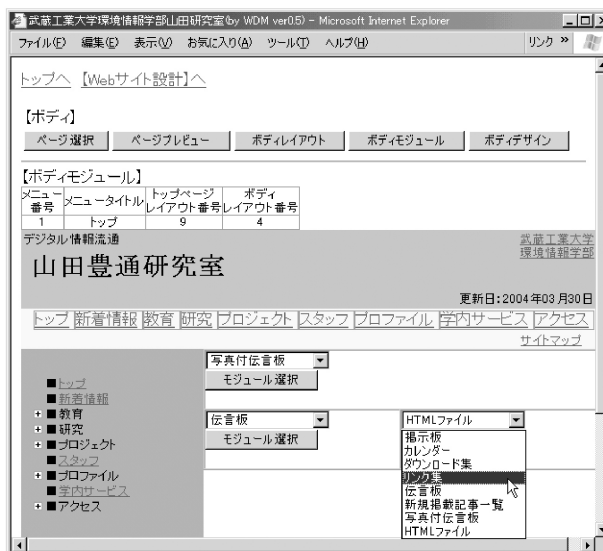 武蔵工業大学環境情報学部山田研究室(by WDM ver0.5) - Microsoft Internet Explorer
ファイル(F) 編集(E) 表示(V) お気に入り(A) ツール(T) ヘルプ(H) リンク »
トップへ 【Webサイト設計】へ
【ボディ】
ページ選択 ページプレビュー ボディレイアウト ボディモジュール ボディデザイン
【ボディモジュール】
メニュー番号 メニュータイトル トップページレイアウト番号 ボディレイアウト番号
1 トップ 9 4
デジタル情報流通 武蔵工業大学
環境情報学部
山田豊通研究室
更新日:2004年03月30日
トップ 新着情報 教育 研究 プロジェクト スタッフ プロファイル 学内サービス アクセス
サイトマップ
写真付伝言板
モジュール選択
■トップ
■新着情報
+ ■教育
+ ■研究
+ ■プロジェクト
■スタッフ
+ ■プロファイル
■学内サービス
+ ■アクセス
伝言板 HTMLファイル
モジュール選択
掲示板
カレンダー
ダウンロード集
リンク集
伝言板
新規掲載記事一覧
写真付伝言板
HTMLファイル